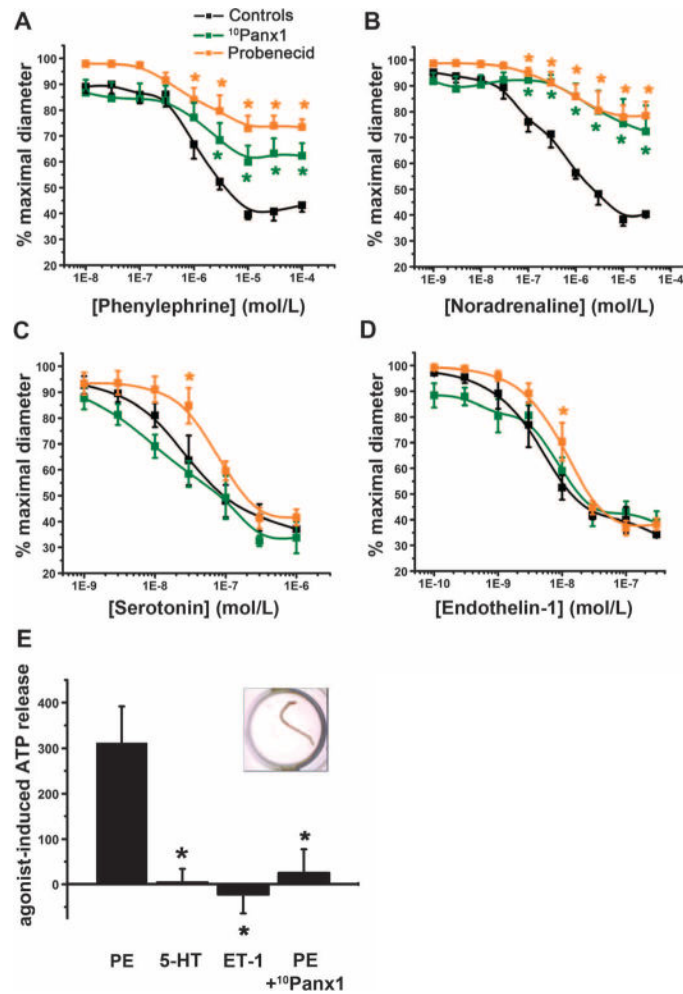 A
Controls
¹⁰Panx1
Probenecid
% maximal diameter
110
100
90
80
70
60
50
40
30
20
1E-8 1E-7 1E-6 1E-5 1E-4
[Phenylephrine] (mol/L)
B
% maximal diameter
110
100
90
80
70
60
50
40
30
20
1E-9 1E-8 1E-7 1E-6 1E-5
[Noradrenaline] (mol/L)
C
% maximal diameter
110
100
90
80
70
60
50
40
30
20
1E-9 1E-8 1E-7 1E-6
[Serotonin] (mol/L)
D
% maximal diameter
110
100
90
80
70
60
50
40
30
20
1E-10 1E-9 1E-8 1E-7
[Endothelin-1] (mol/L)
E
agonist-induced ATP release
400
300
200
100
0
* * *
PE 5-HT ET-1 PE
+¹⁰Panx1